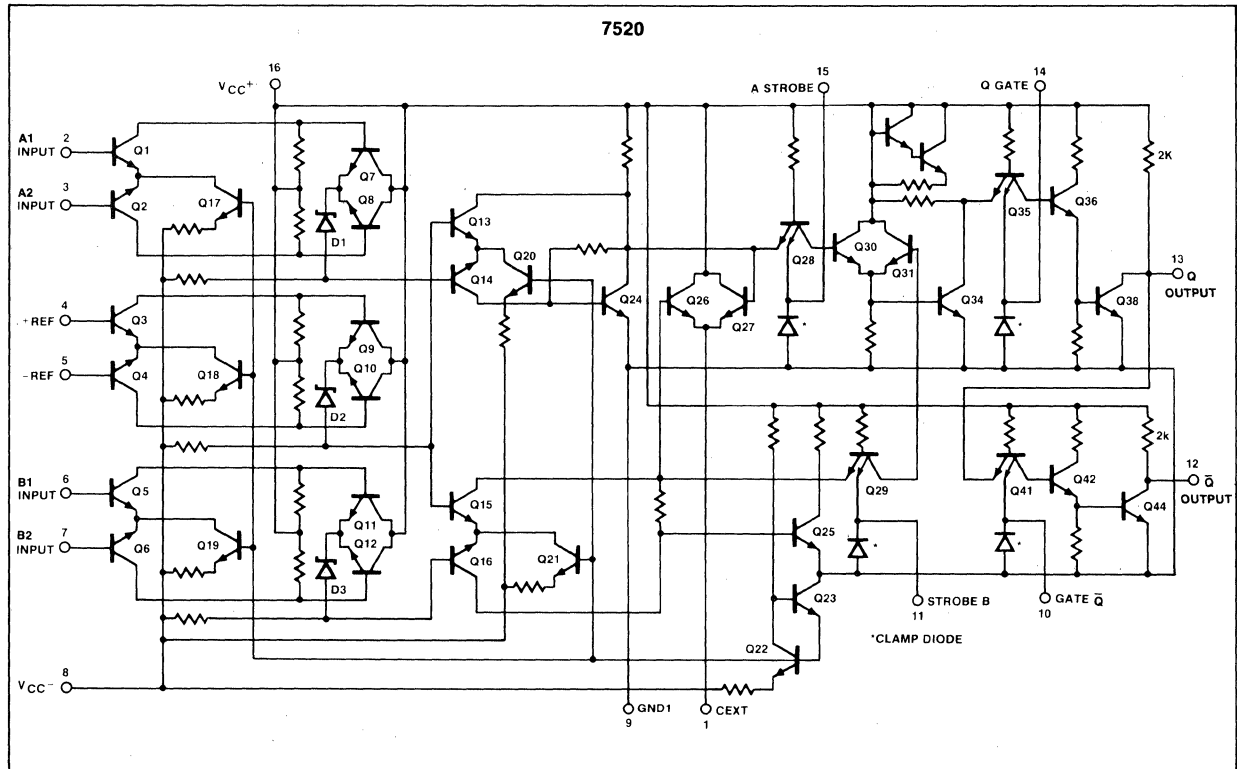 7520
16
VCC+
15
A STROBE
14
Q GATE
A1
INPUT
2
Q1
A2
INPUT
3
Q2
Q17
Q7
Q8
D1
Q13
Q14
Q20
Q24
Q26
Q27
Q28
*
Q30
Q31
Q34
Q35
*
Q36
Q38
2K
13
Q
OUTPUT
+REF
4
Q3
-REF
5
Q4
Q18
Q9
Q10
D2
B1
INPUT
6
Q5
B2
INPUT
7
Q6
Q19
Q11
Q12
D3
Q15
Q16
Q21
Q25
Q23
Q22
Q29
*
11
STROBE B
*CLAMP DIODE
Q41
*
10
GATE Q̅
Q42
Q44
2k
12
Q̅
OUTPUT
VCC-
8
9
GND1
1
CEXT